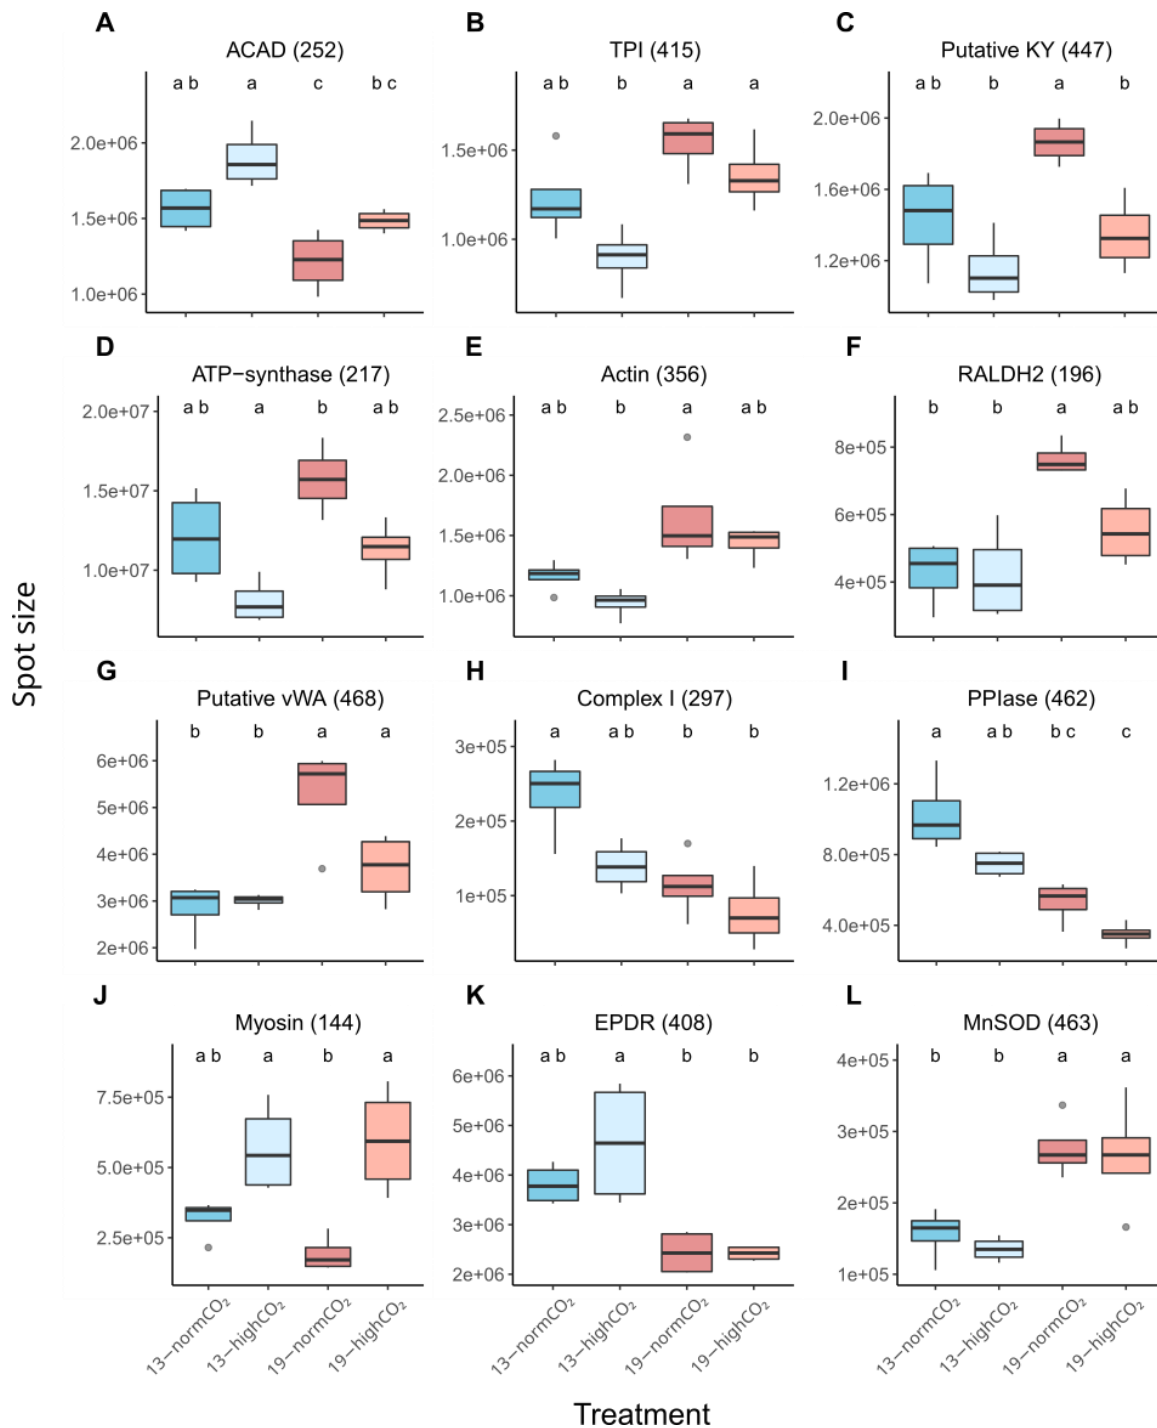 A
ACAD (252)
a b a c b c
2.0e+06
1.5e+06
1.0e+06
B
TPI (415)
a b b a a
1.5e+06
1.0e+06
C
Putative KY (447)
a b b a b
2.0e+06
1.6e+06
1.2e+06
D
ATP−synthase (217)
a b a b a b
2.0e+07
1.5e+07
1.0e+07
E
Actin (356)
a b b a a b
2.5e+06
2.0e+06
1.5e+06
1.0e+06
F
RALDH2 (196)
b b a a b
8e+05
6e+05
4e+05
Spot size
G
Putative vWA (468)
b b a a
6e+06
5e+06
4e+06
3e+06
2e+06
H
Complex I (297)
a a b b b
3e+05
2e+05
1e+05
I
PPIase (462)
a a b b c c
1.2e+06
8.0e+05
4.0e+05
J
Myosin (144)
a b a b a
7.5e+05
5.0e+05
2.5e+05
K
EPDR (408)
a b a b b
6e+06
5e+06
4e+06
3e+06
2e+06
L
MnSOD (463)
b b a a
4e+05
3e+05
2e+05
1e+05
13−normCO₂ 13−highCO₂ 19−normCO₂ 19−highCO₂
13−normCO₂ 13−highCO₂ 19−normCO₂ 19−highCO₂
13−normCO₂ 13−highCO₂ 19−normCO₂ 19−highCO₂
Treatment